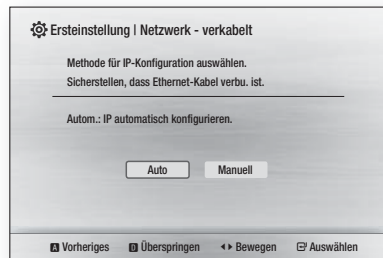 Ersteinstellung | Netzwerk - verkabelt
Methode für IP-Konfiguration auswählen.
Sicherstellen, dass Ethernet-Kabel verbu. ist.
Autom.: IP automatisch konfigurieren.
Auto Manuell
A Vorheriges D Überspringen Bewegen Auswählen